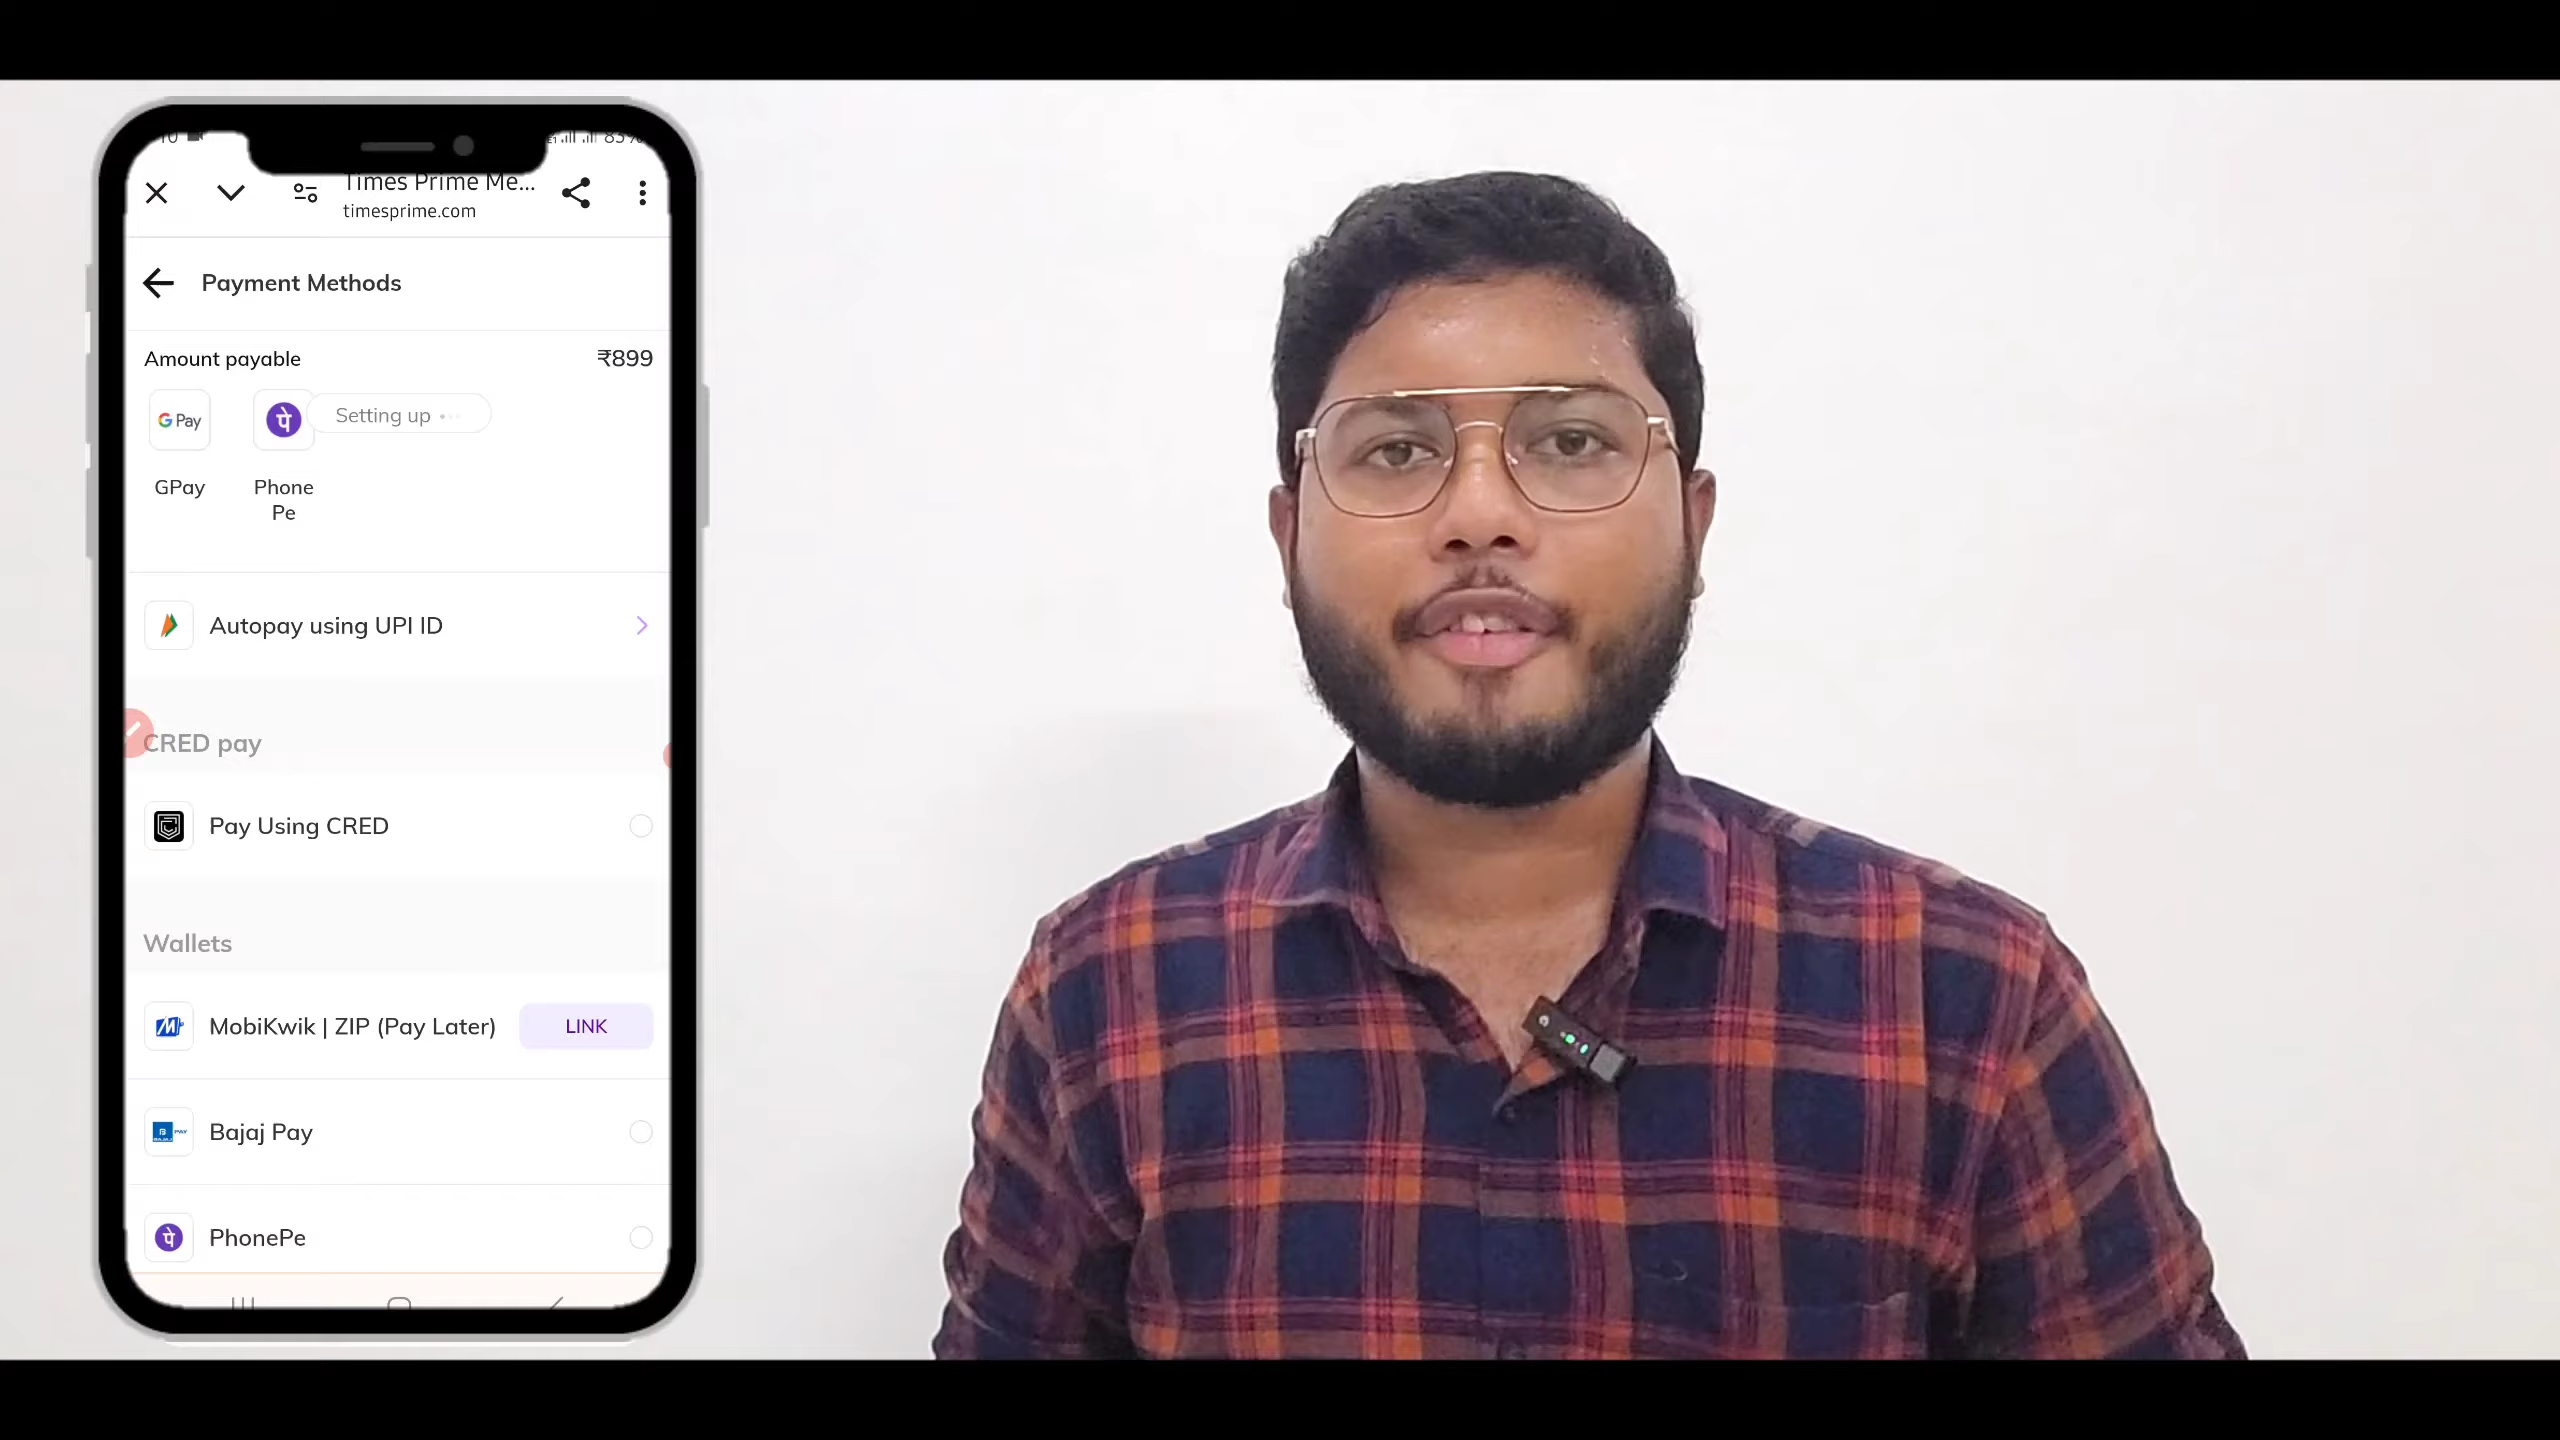 Times Prime Me...
timesprime.com
Payment Methods
Amount payable ₹899
G Pay
पे
Setting up
GPay
Phone
Pe
Autopay using UPI ID
CRED pay
Pay Using CRED
Wallets
MobiKwik | ZIP (Pay Later) LINK
Bajaj Pay
पे
PhonePe